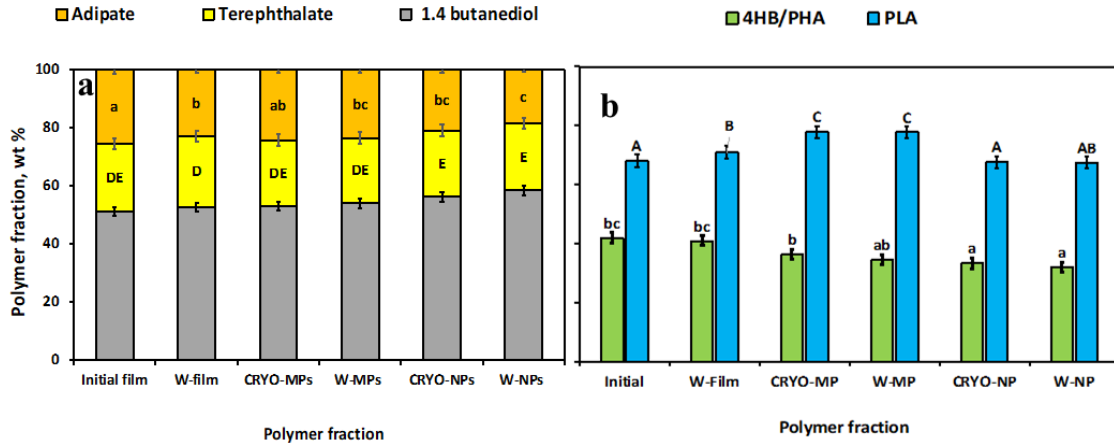 Adipate Terephthalate 1.4 butanediol
4HB/PHA PLA
Polymer fraction, wt %
100
80
60
40
20
0
a
a b ab bc bc c
DE D DE DE E E
Initial film W-film CRYO-MPs W-MPs CRYO-NPs W-NPs
Polymer fraction
b
A B C C A AB
bc bc b ab a a
Initial W-Film CRYO-MP W-MP CRYO-NP W-NP
Polymer fraction